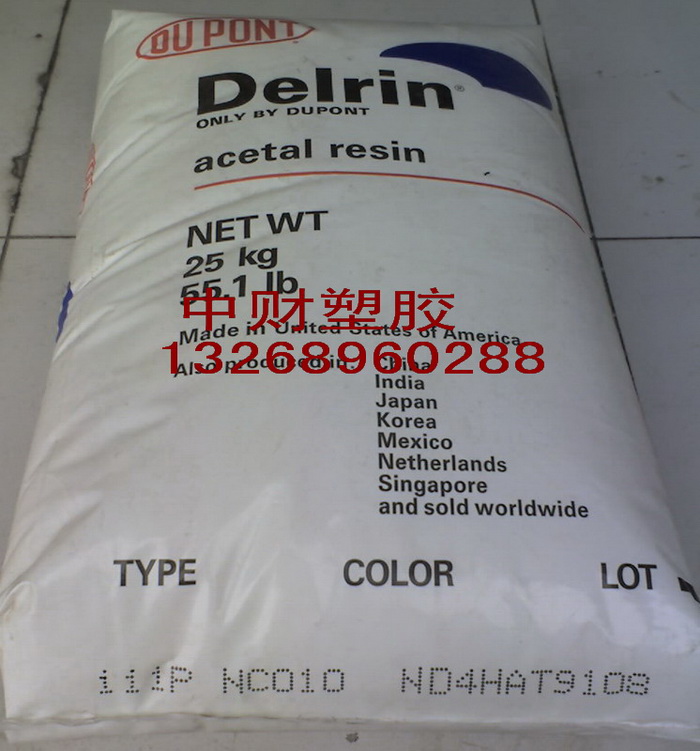 DU PONT
Delrin®
ONLY BY DUPONT
acetal resin
NET WT
25 kg
55.1 lb
中财塑胶
Made in United States of America
13268960288
Also produced in: China
India
Japan
Korea
Mexico
Netherlands
Singapore
and sold worldwide
TYPE COLOR LOT
111P NC010 ND4HAT9108